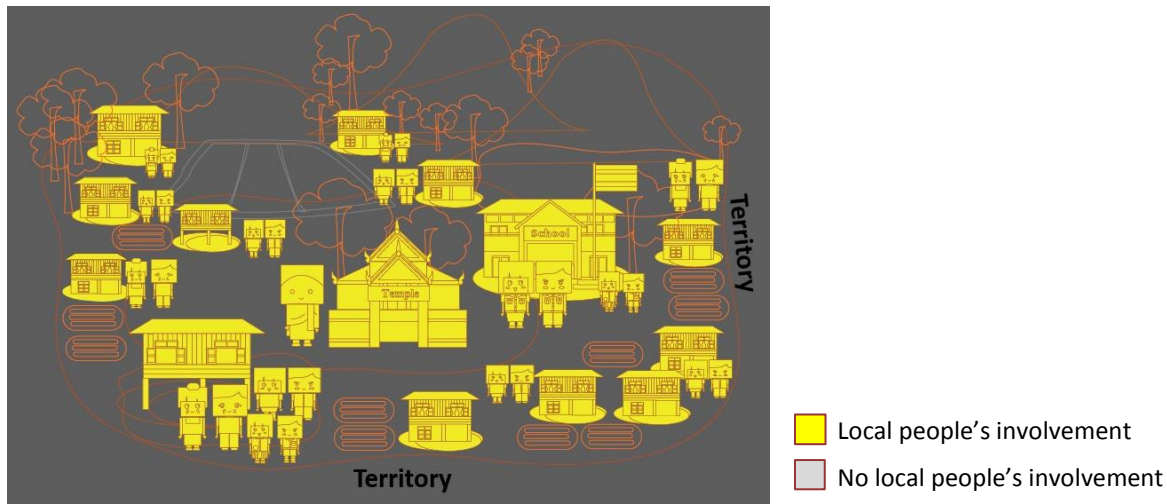 School
Territory
Temple
Territory
Local people's involvement
No local people's involvement